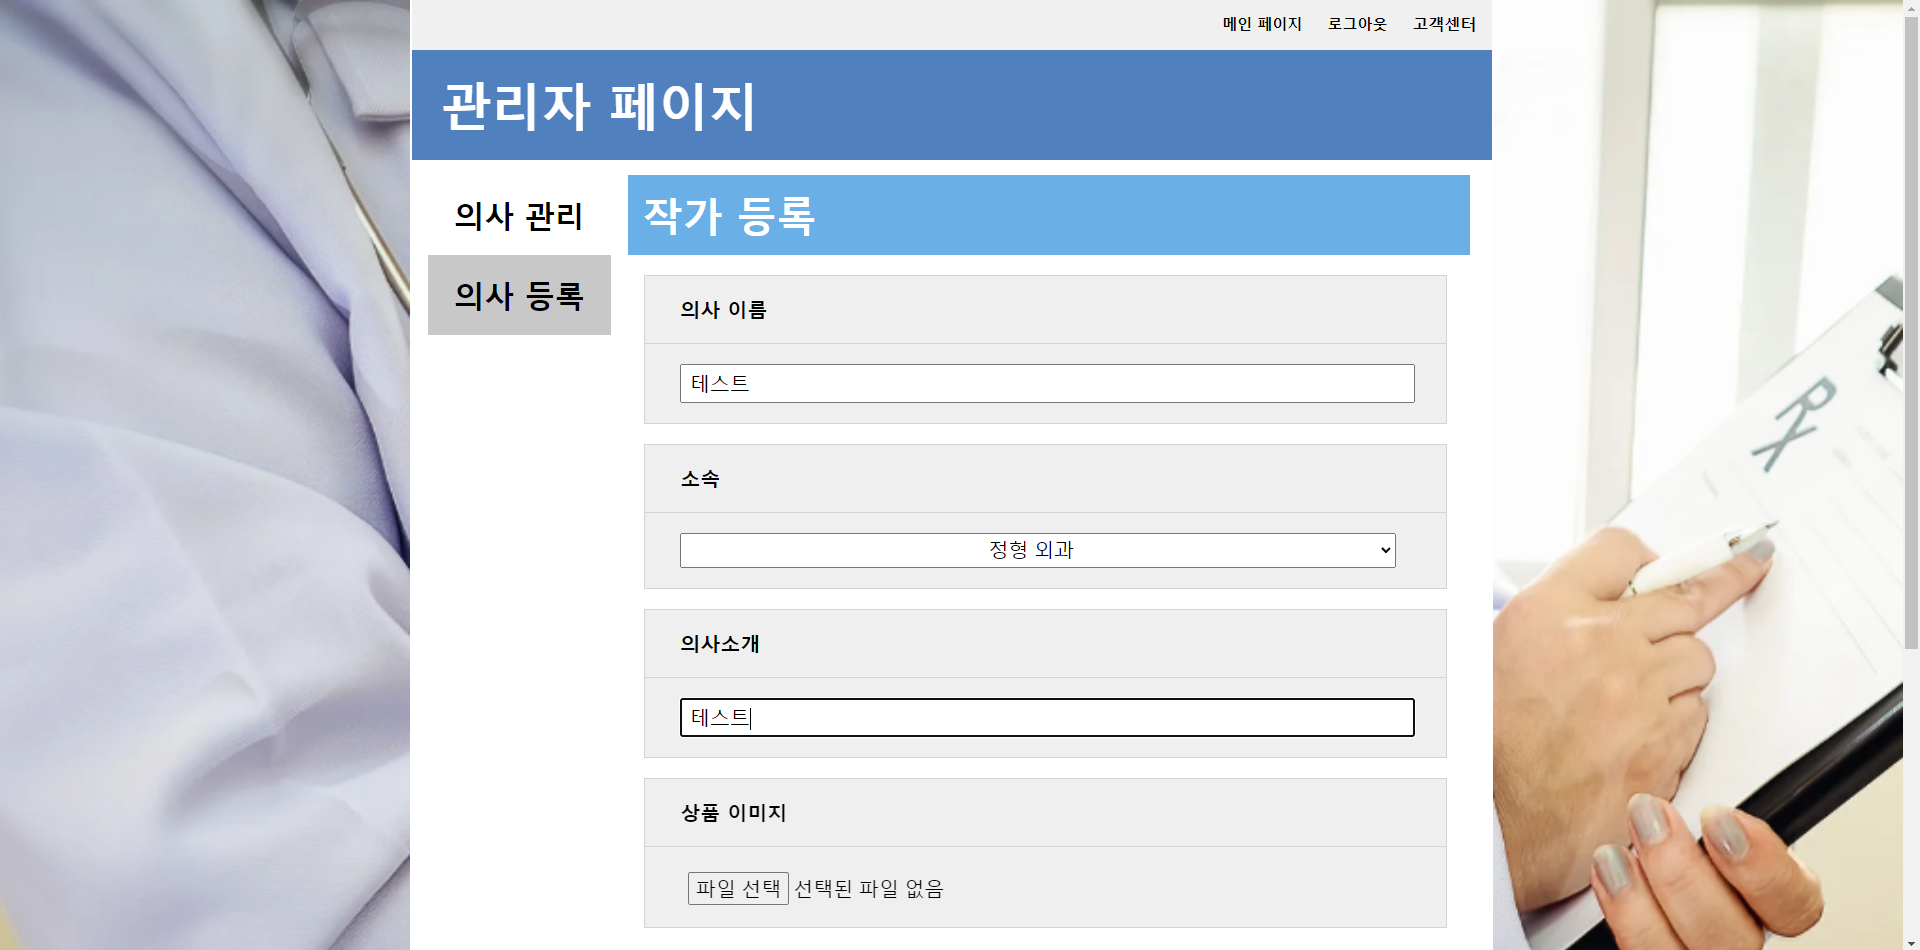 메인 페이지 로그아웃 고객센터
관리자 페이지
의사 관리
의사 등록
작가 등록
의사 이름
테스트
소속
정형 외과
의사소개
테스트
상품 이미지
파일 선택 선택된 파일 없음
Rx